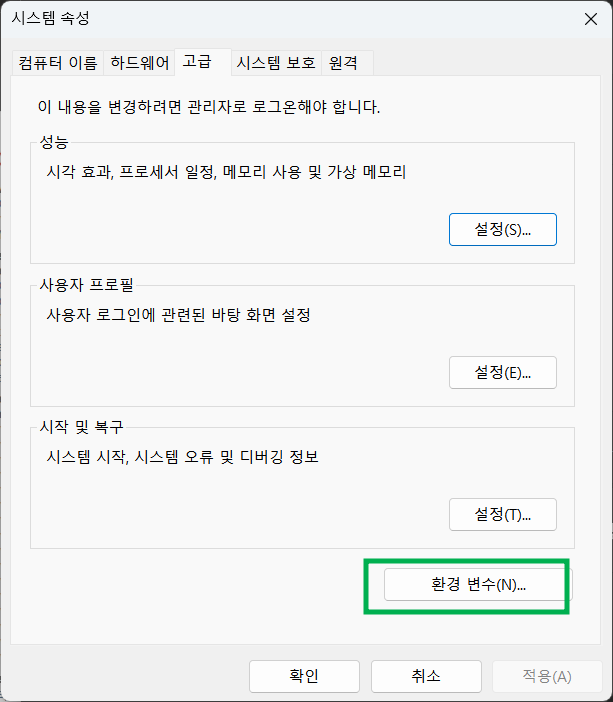 시스템 속성
컴퓨터 이름 하드웨어 고급 시스템 보호 원격
이 내용을 변경하려면 관리자로 로그온해야 합니다.
성능
시각 효과, 프로세서 일정, 메모리 사용 및 가상 메모리
설정(S)...
사용자 프로필
사용자 로그인에 관련된 바탕 화면 설정
설정(E)...
시작 및 복구
시스템 시작, 시스템 오류 및 디버깅 정보
설정(T)...
환경 변수(N)...
확인 취소 적용(A)